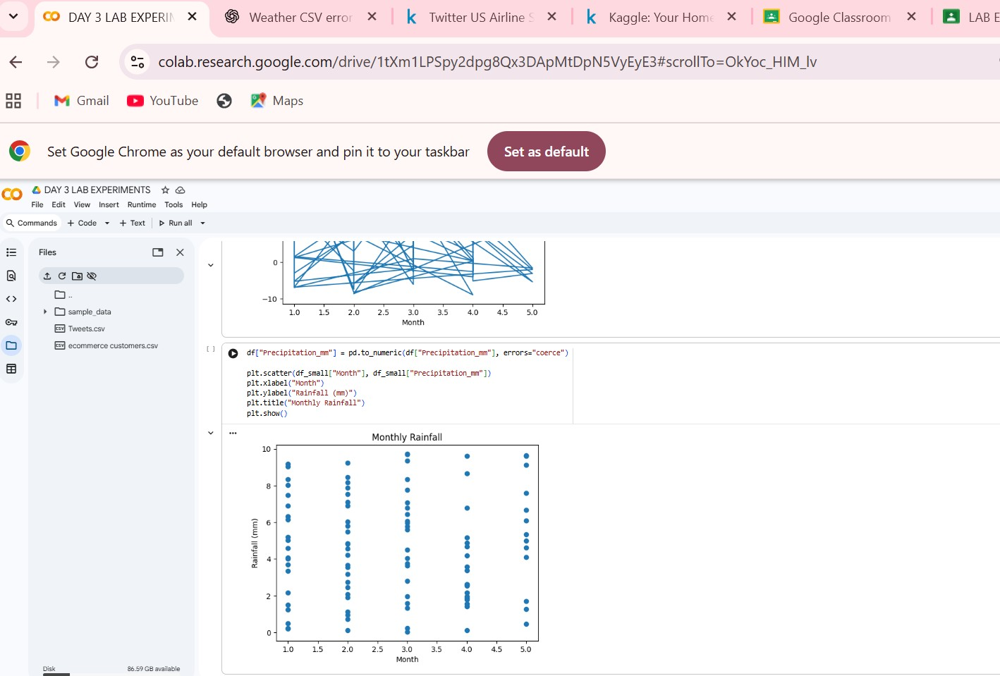 DAY 3 LAB EXPERIN
Weather CSV error
Twitter US Airline S
Kaggle: Your Home
Google Classroom
LAB E
colab.research.google.com/drive/1tXm1LPSpy2dpg8Qx3DApMtDpN5VyEyE3#scrollTo=OkYoc_HIM_lv
Gmail
YouTube
Maps
Set Google Chrome as your default browser and pin it to your taskbar
Set as default
DAY 3 LAB EXPERIMENTS
File Edit View Insert Runtime Tools Help
Commands + Code + Text Run all
Files
..
sample_data
Tweets.csv
ecommerce customers.csv
Disk 86.59 GB available
0
−10
1.0 1.5 2.0 2.5 3.0 3.5 4.0 4.5 5.0
Month
[ ]
df["Precipitation_mm"] = pd.to_numeric(df["Precipitation_mm"], errors="coerce")
plt.scatter(df_small["Month"], df_small["Precipitation_mm"])
plt.xlabel("Month")
plt.ylabel("Rainfall (mm)")
plt.title("Monthly Rainfall")
plt.show()
Monthly Rainfall
10
8
6
4
2
0
Rainfall (mm)
1.0 1.5 2.0 2.5 3.0 3.5 4.0 4.5 5.0
Month